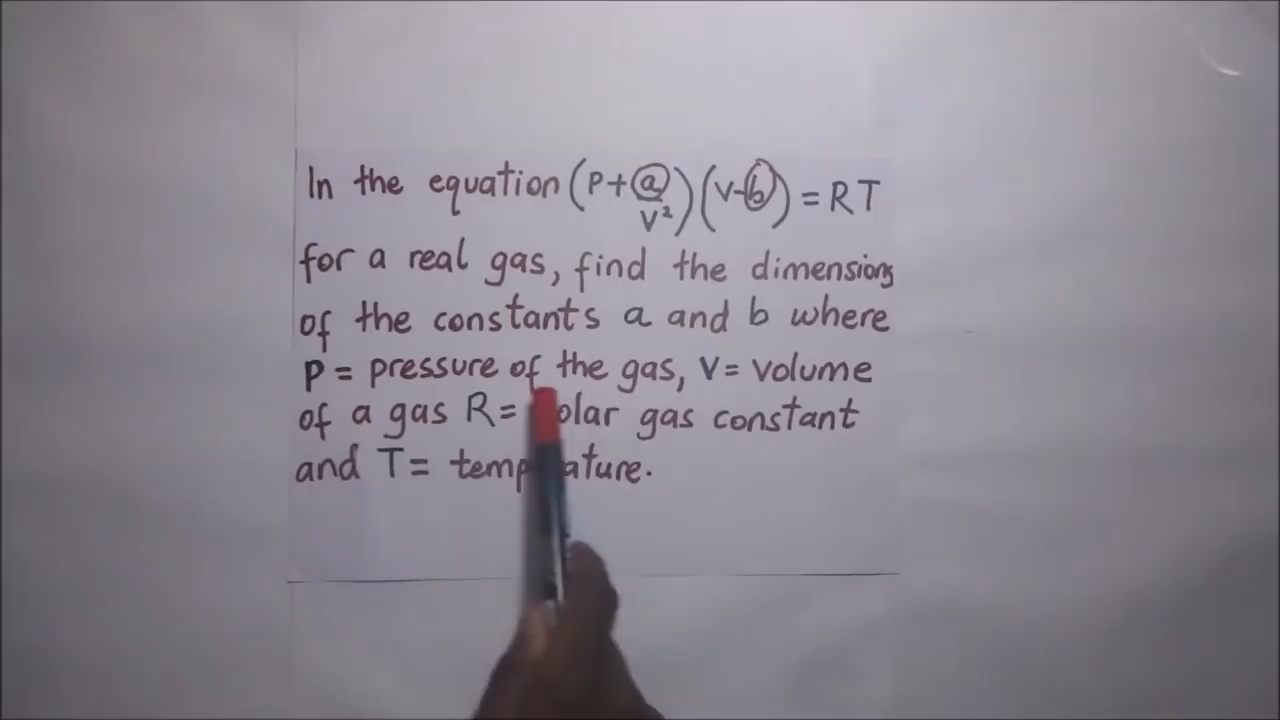 In the equation (P+a/V²)(V-b) = RT
for a real gas, find the dimensions
of the constants a and b where
P = pressure of the gas, V = volume
of a gas R = olar gas constant
and T = temp ature.